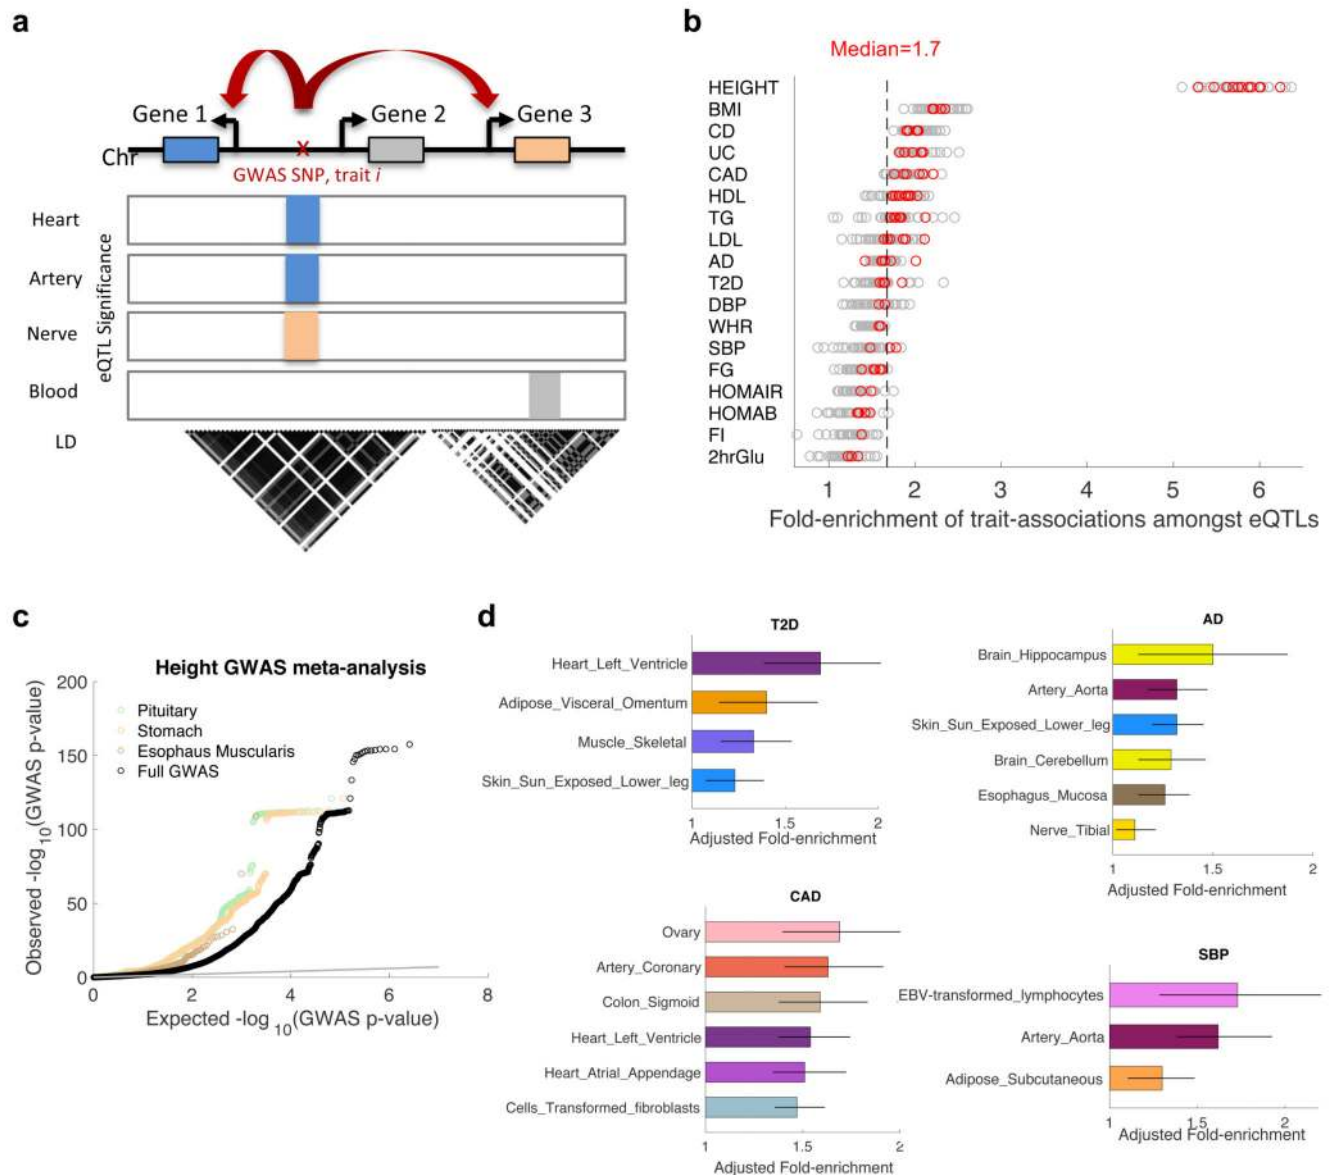 a
Gene 1
Gene 2
Gene 3
Chr
X
GWAS SNP, trait i
eQTL Significance
Heart
Artery
Nerve
Blood
LD
b
Median=1.7
HEIGHT
BMI
CD
UC
CAD
HDL
TG
LDL
AD
T2D
DBP
WHR
SBP
FG
HOMAIR
HOMAB
FI
2hrGlu
1 2 3 4 5 6
Fold-enrichment of trait-associations amongst eQTLs
c
Height GWAS meta-analysis
Observed -log10(GWAS p-value)
200
150
100
50
0
Pituitary
Stomach
Esophaus Muscularis
Full GWAS
0 2 4 6 8
Expected -log10(GWAS p-value)
d
T2D
Heart_Left_Ventricle
Adipose_Visceral_Omentum
Muscle_Skeletal
Skin_Sun_Exposed_Lower_leg
1 1.5 2
Adjusted Fold-enrichment
AD
Brain_Hippocampus
Artery_Aorta
Skin_Sun_Exposed_Lower_leg
Brain_Cerebellum
Esophagus_Mucosa
Nerve_Tibial
1 1.5 2
Adjusted Fold-enrichment
CAD
Ovary
Artery_Coronary
Colon_Sigmoid
Heart_Left_Ventricle
Heart_Atrial_Appendage
Cells_Transformed_fibroblasts
1 1.5 2
Adjusted Fold-enrichment
SBP
EBV-transformed_lymphocytes
Artery_Aorta
Adipose_Subcutaneous
1 1.5 2
Adjusted Fold-enrichment